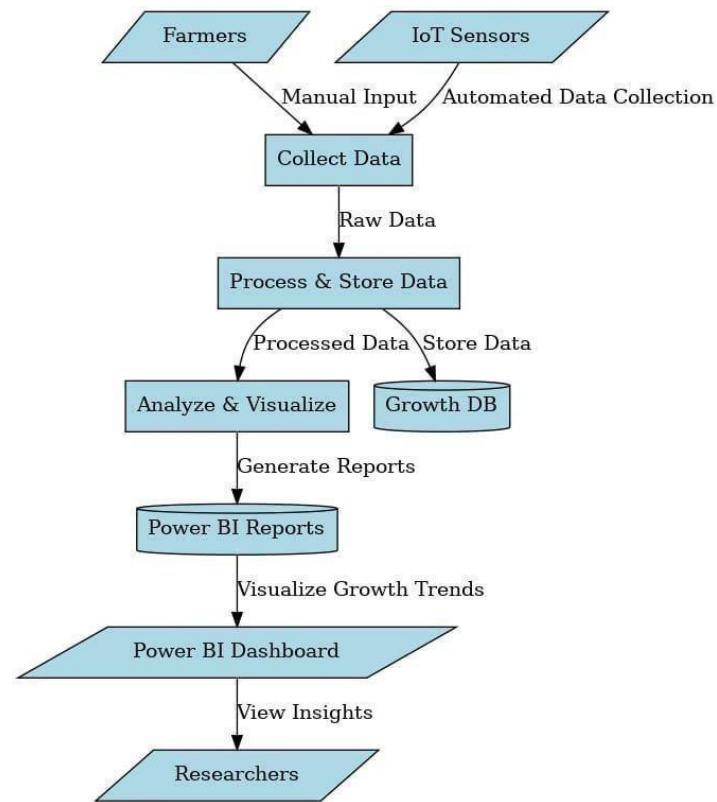 Farmers
IoT Sensors
Manual Input
Automated Data Collection
Collect Data
Raw Data
Process & Store Data
Processed Data
Store Data
Analyze & Visualize
Growth DB
Generate Reports
Power BI Reports
Visualize Growth Trends
Power BI Dashboard
View Insights
Researchers